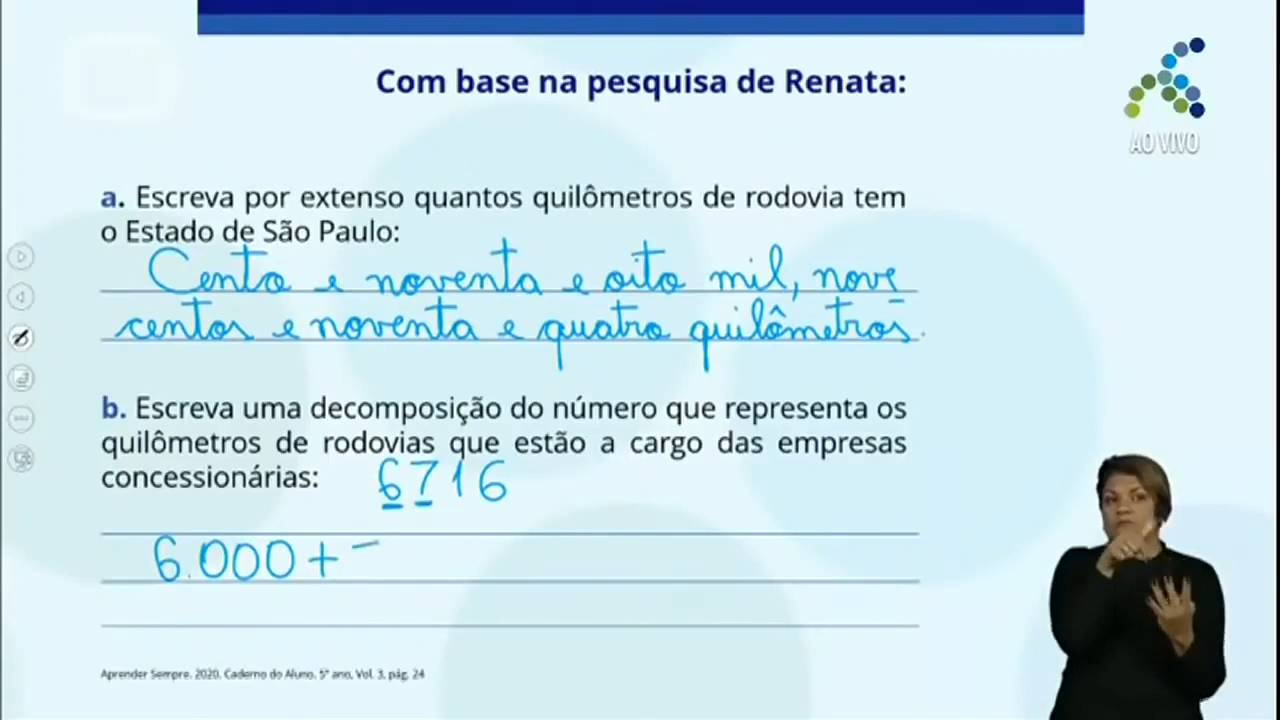 Com base na pesquisa de Renata:
AO VIVO
a. Escreva por extenso quantos quilômetros de rodovia tem
o Estado de São Paulo:
Cento e noventa e oito mil, nove
centos e noventa e quatro quilômetros.
b. Escreva uma decomposição do número que representa os
quilômetros de rodovias que estão a cargo das empresas
concessionárias: 6716
6.000 +
Aprender Sempre, 2020, Caderno do Aluno, 5º ano, Vol. 3, pág. 24